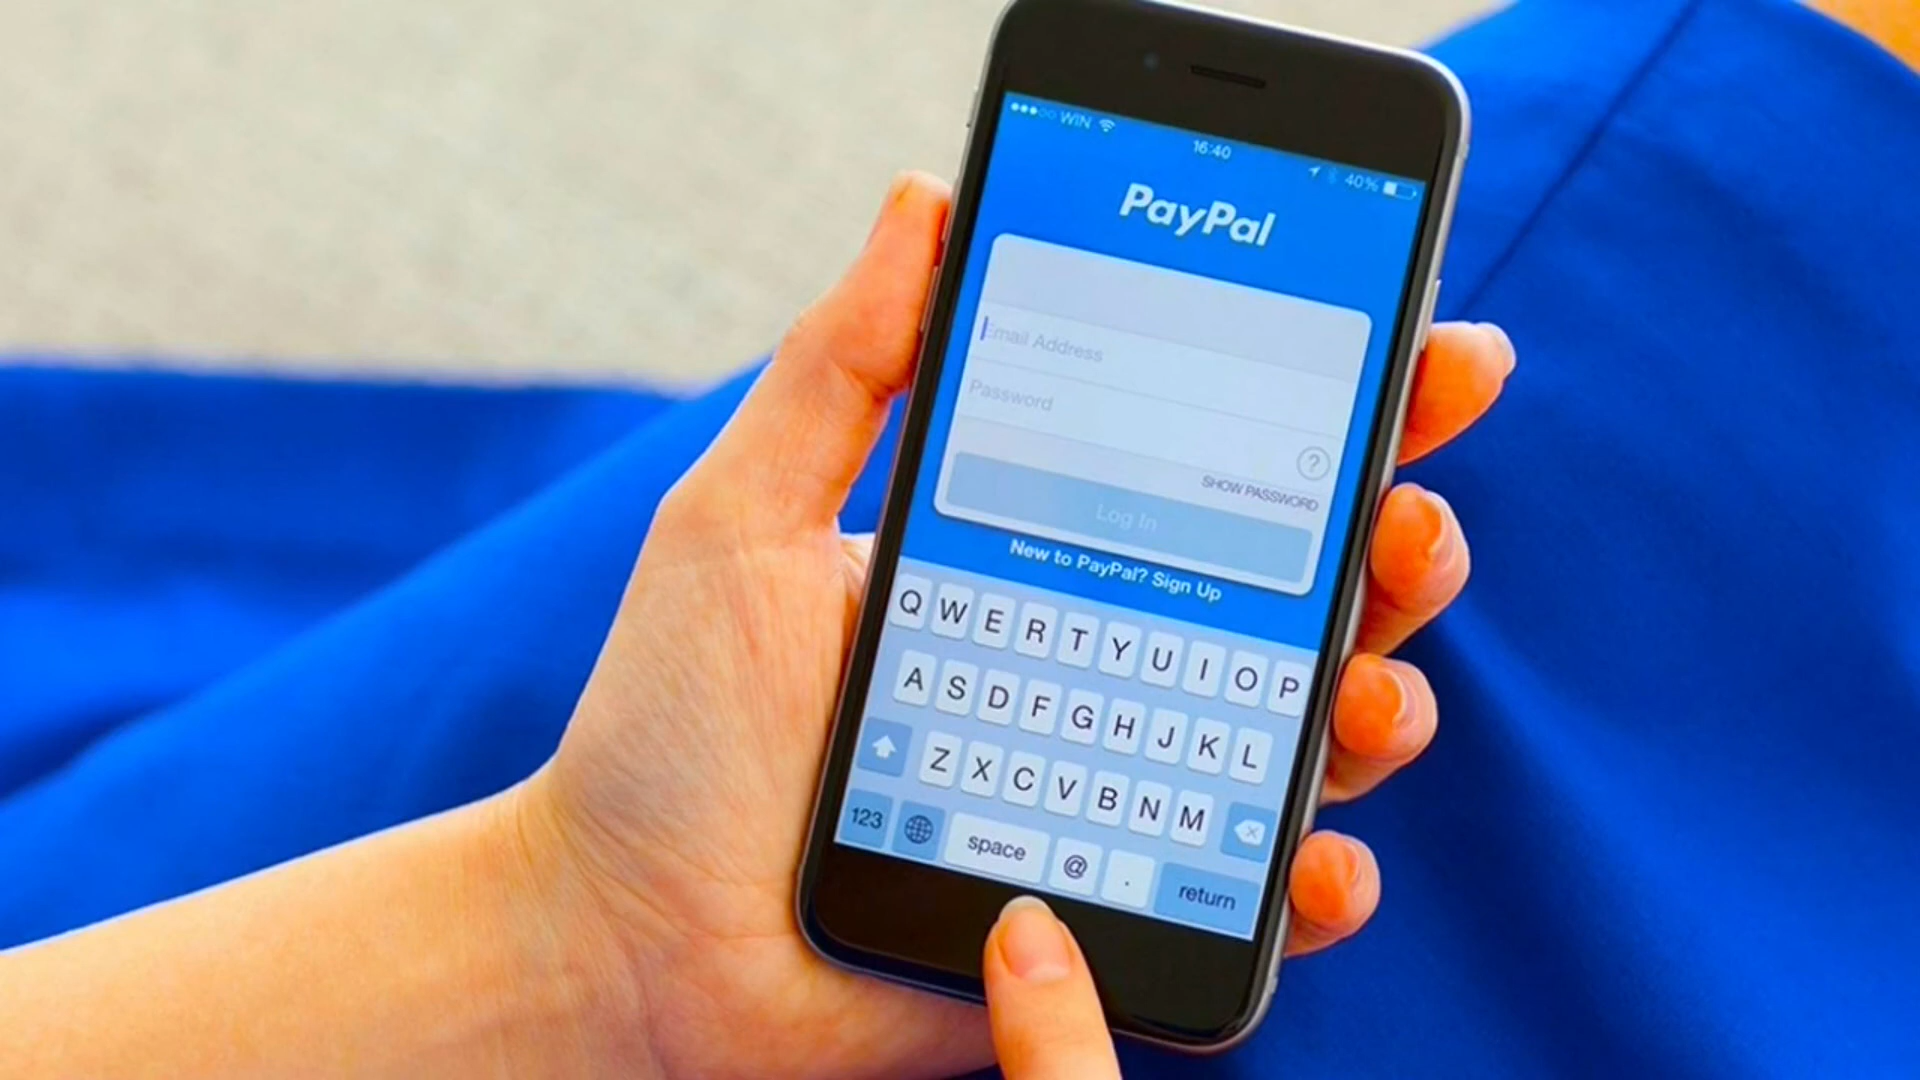 WIN
16:40
40%
PayPal
Email Address
Password
?
SHOW PASSWORD
Log In
New to PayPal? Sign Up
Q W E R T Y U I O P
A S D F G H J K L
Z X C V B N M
123 space @ . return